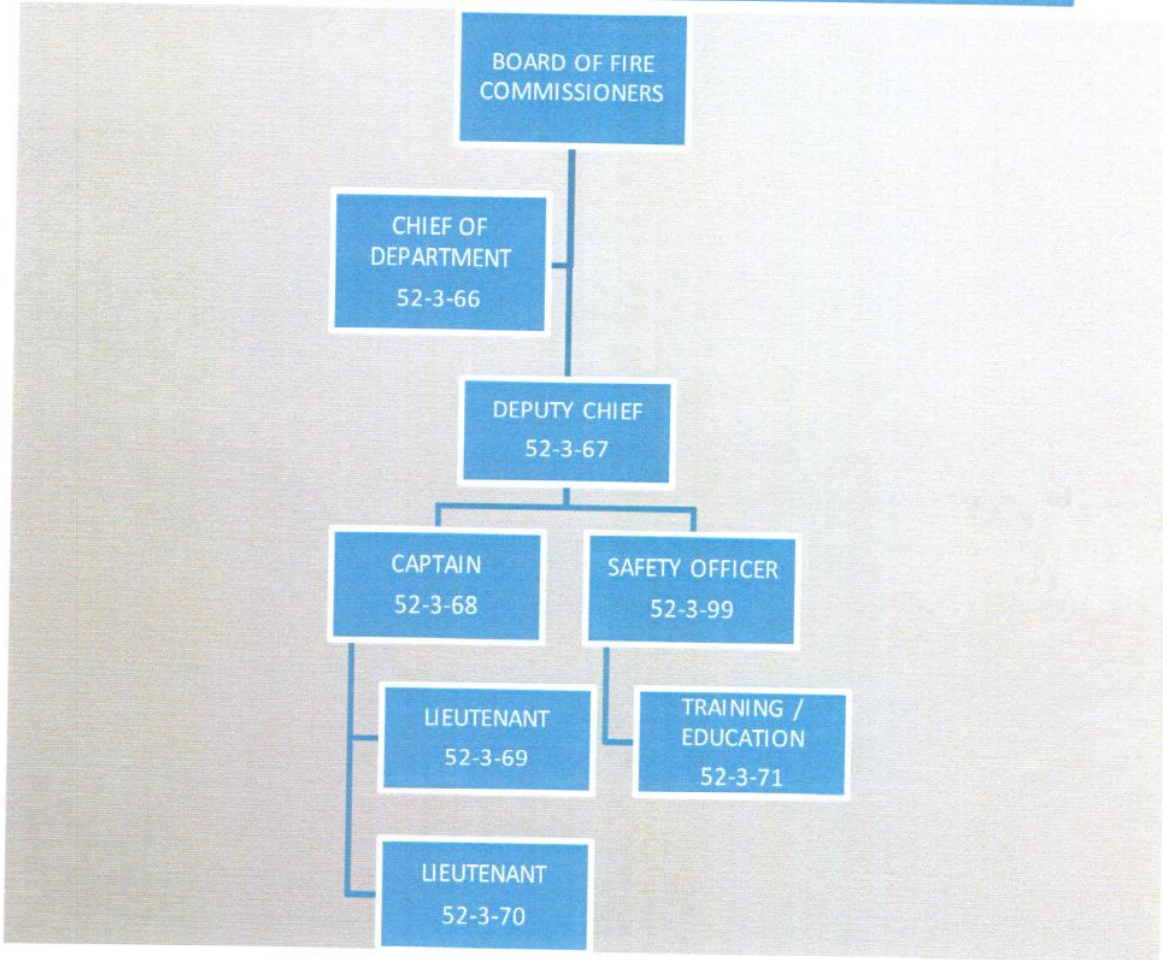 BOARD OF FIRE
COMMISSIONERS
CHIEF OF
DEPARTMENT
52-3-66
DEPUTY CHIEF
52-3-67
CAPTAIN
52-3-68
SAFETY OFFICER
52-3-99
LIEUTENANT
52-3-69
TRAINING /
EDUCATION
52-3-71
LIEUTENANT
52-3-70